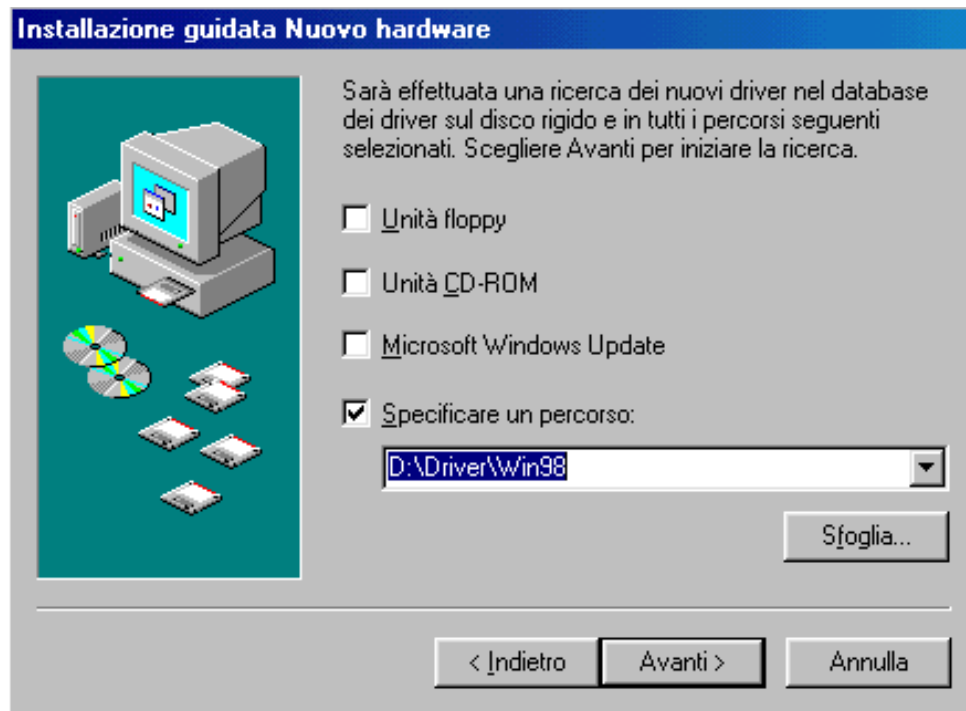 Installazione guidata Nuovo hardware
Sarà effettuata una ricerca dei nuovi driver nel database
dei driver sul disco rigido e in tutti i percorsi seguenti
selezionati. Scegliere Avanti per iniziare la ricerca.
Unità floppy
Unità CD-ROM
Microsoft Windows Update
Specificare un percorso:
D:\Driver\Win98
Sfoglia...
< Indietro
Avanti >
Annulla